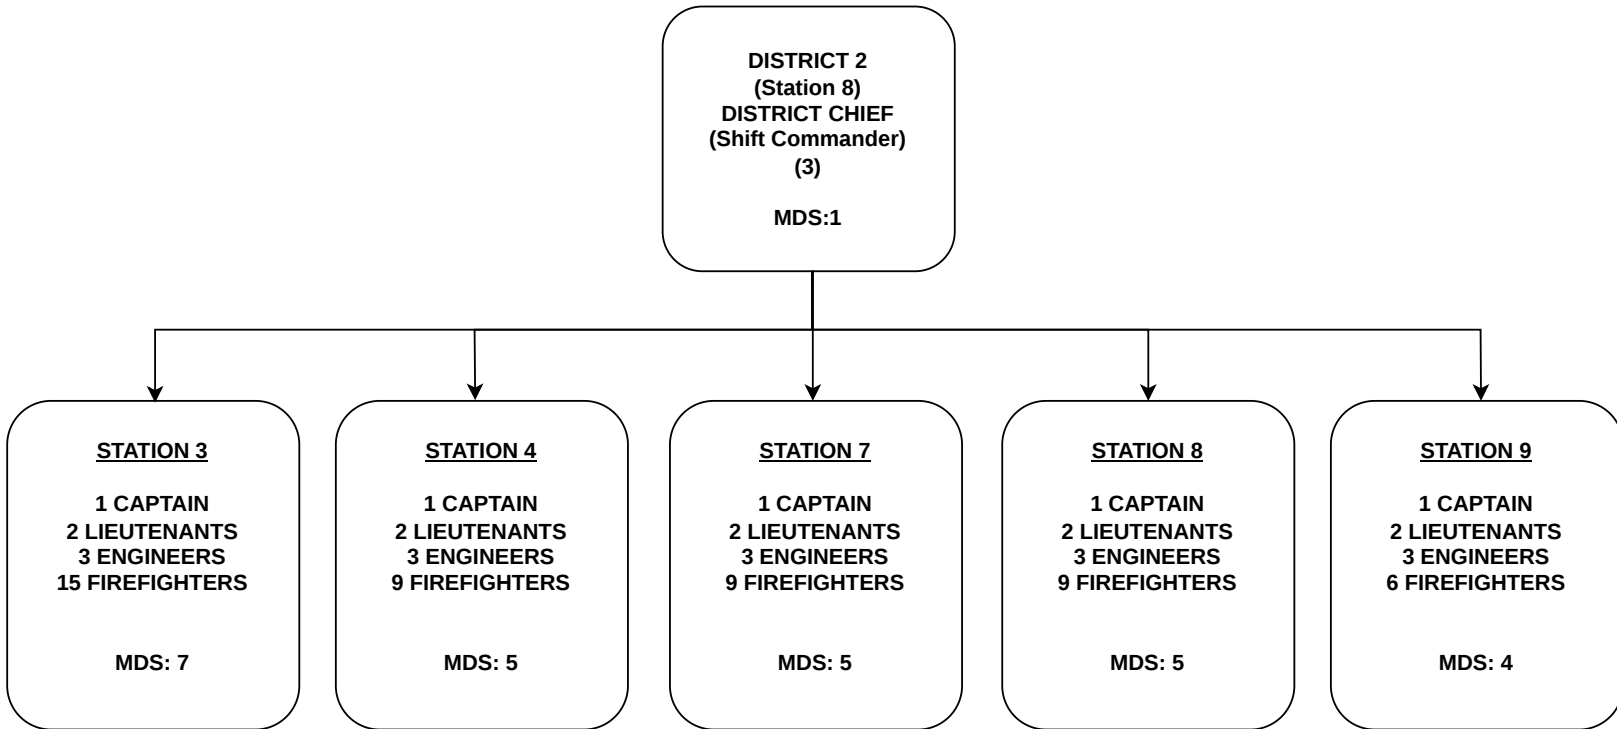 DISTRICT 2
(Station 8)
DISTRICT CHIEF
(Shift Commander)
(3)
MDS:1
STATION 3
1 CAPTAIN
2 LIEUTENANTS
3 ENGINEERS
15 FIREFIGHTERS
MDS: 7
STATION 4
1 CAPTAIN
2 LIEUTENANTS
3 ENGINEERS
9 FIREFIGHTERS
MDS: 5
STATION 7
1 CAPTAIN
2 LIEUTENANTS
3 ENGINEERS
9 FIREFIGHTERS
MDS: 5
STATION 8
1 CAPTAIN
2 LIEUTENANTS
3 ENGINEERS
9 FIREFIGHTERS
MDS: 5
STATION 9
1 CAPTAIN
2 LIEUTENANTS
3 ENGINEERS
6 FIREFIGHTERS
MDS: 4